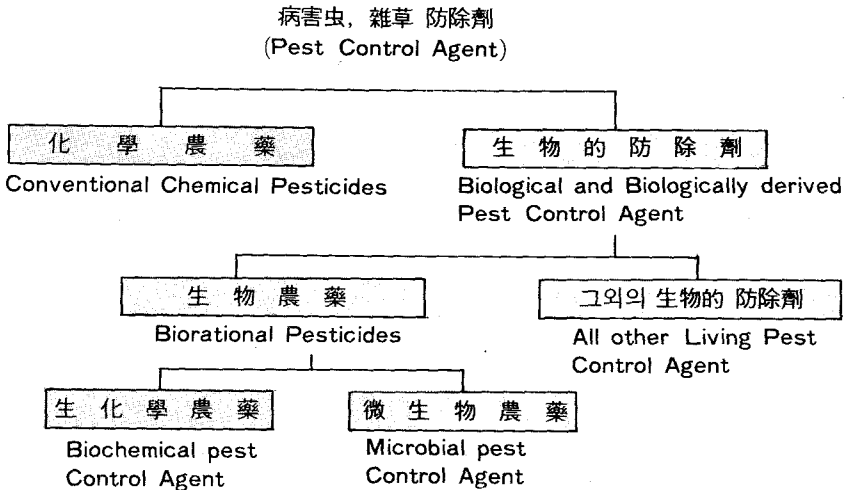 病害虫, 雜草 防除劑
(Pest Control Agent)
化 學 農 藥
Conventional Chemical Pesticides
生 物 的 防 除 劑
Biological and Biologically derived
Pest Control Agent
生 物 農 藥
Biorational Pesticides
그외의 生物的 防除劑
All other Living Pest
Control Agent
生 化 學 農 藥
Biochemical pest
Control Agent
微 生 物 農 藥
Microbial pest
Control Agent